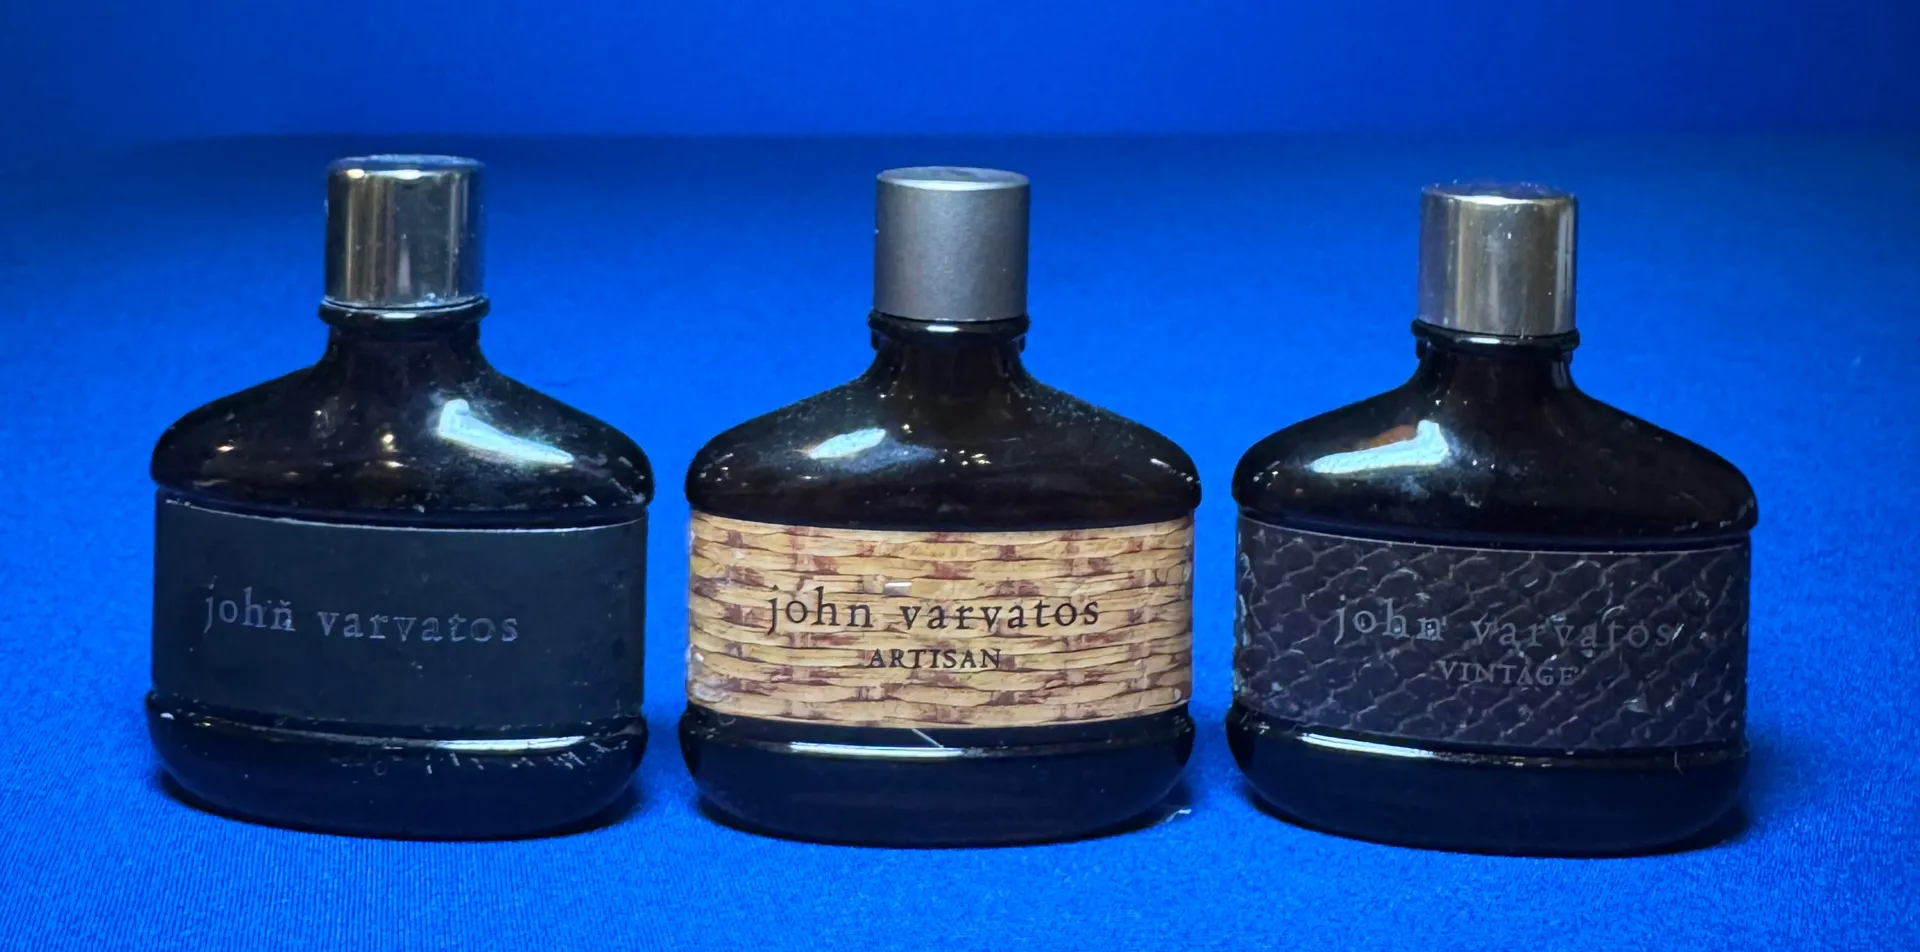 john varvatos
john varvatos
ARTISAN
john varvatos
VINTAGE